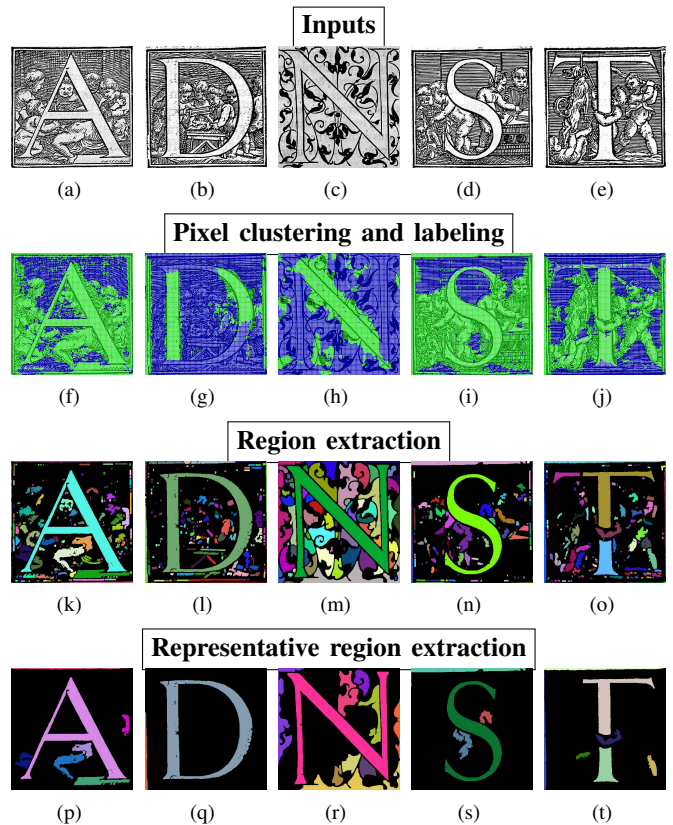 Inputs
A D N S T
(a) (b) (c) (d) (e)
Pixel clustering and labeling
A D N S T
(f) (g) (h) (i) (j)
Region extraction
A D N S T
(k) (l) (m) (n) (o)
Representative region extraction
A D N S T
(p) (q) (r) (s) (t)